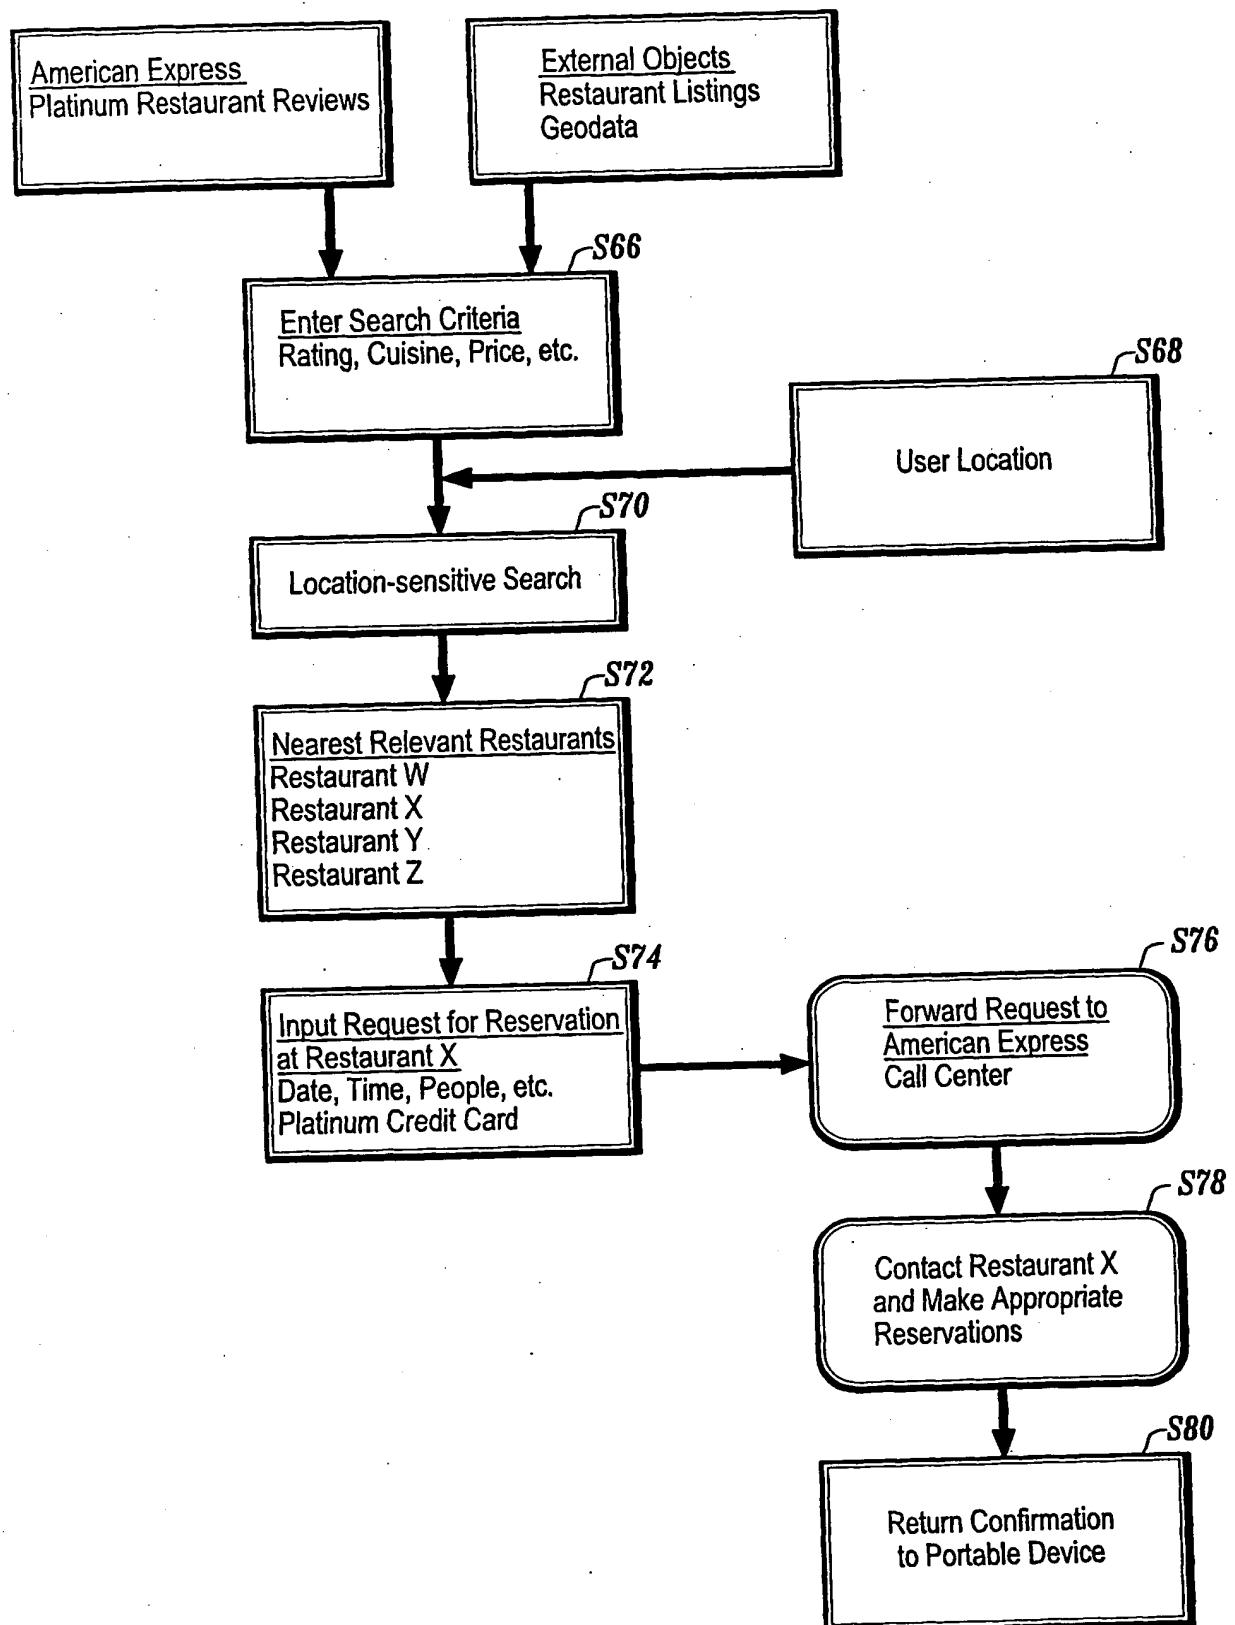 American Express
Platinum Restaurant Reviews
External Objects
Restaurant Listings
Geodata
S66
Enter Search Criteria
Rating, Cuisine, Price, etc.
S68
User Location
S70
Location-sensitive Search
S72
Nearest Relevant Restaurants
Restaurant W
Restaurant X
Restaurant Y
Restaurant Z
S74
Input Request for Reservation
at Restaurant X
Date, Time, People, etc.
Platinum Credit Card
S76
Forward Request to
American Express
Call Center
S78
Contact Restaurant X
and Make Appropriate
Reservations
S80
Return Confirmation
to Portable Device